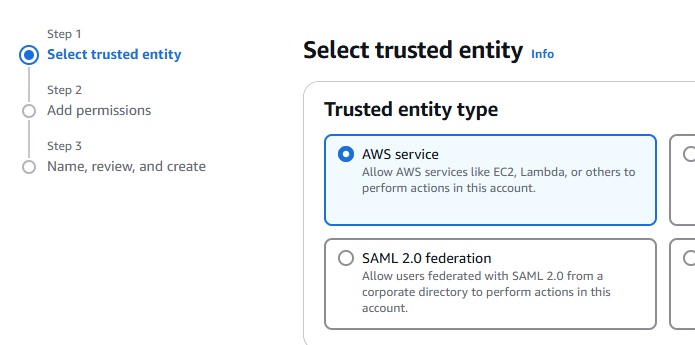 Step 1
Select trusted entity
Step 2
Add permissions
Step 3
Name, review, and create
Select trusted entity Info
Trusted entity type
AWS service
Allow AWS services like EC2, Lambda, or others to
perform actions in this account.
SAML 2.0 federation
Allow users federated with SAML 2.0 from a
corporate directory to perform actions in this
account.